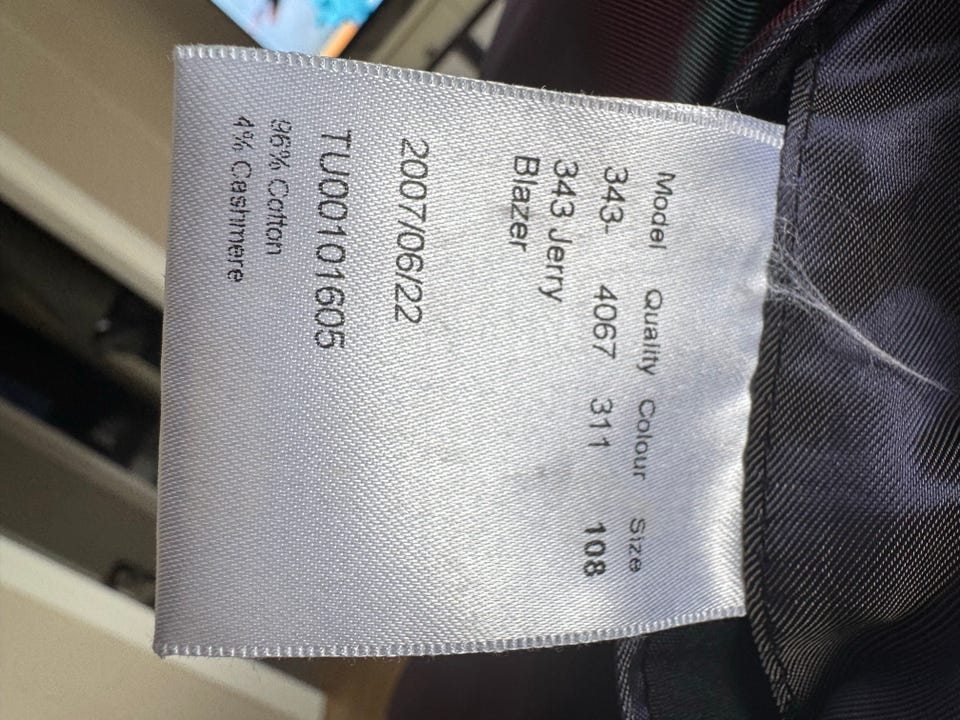 Model Quality Colour Size
343- 4067 311 108
343 Jerry
Blazer
2007/06/22
TU00101605
96% Cotton
4% Cashmere